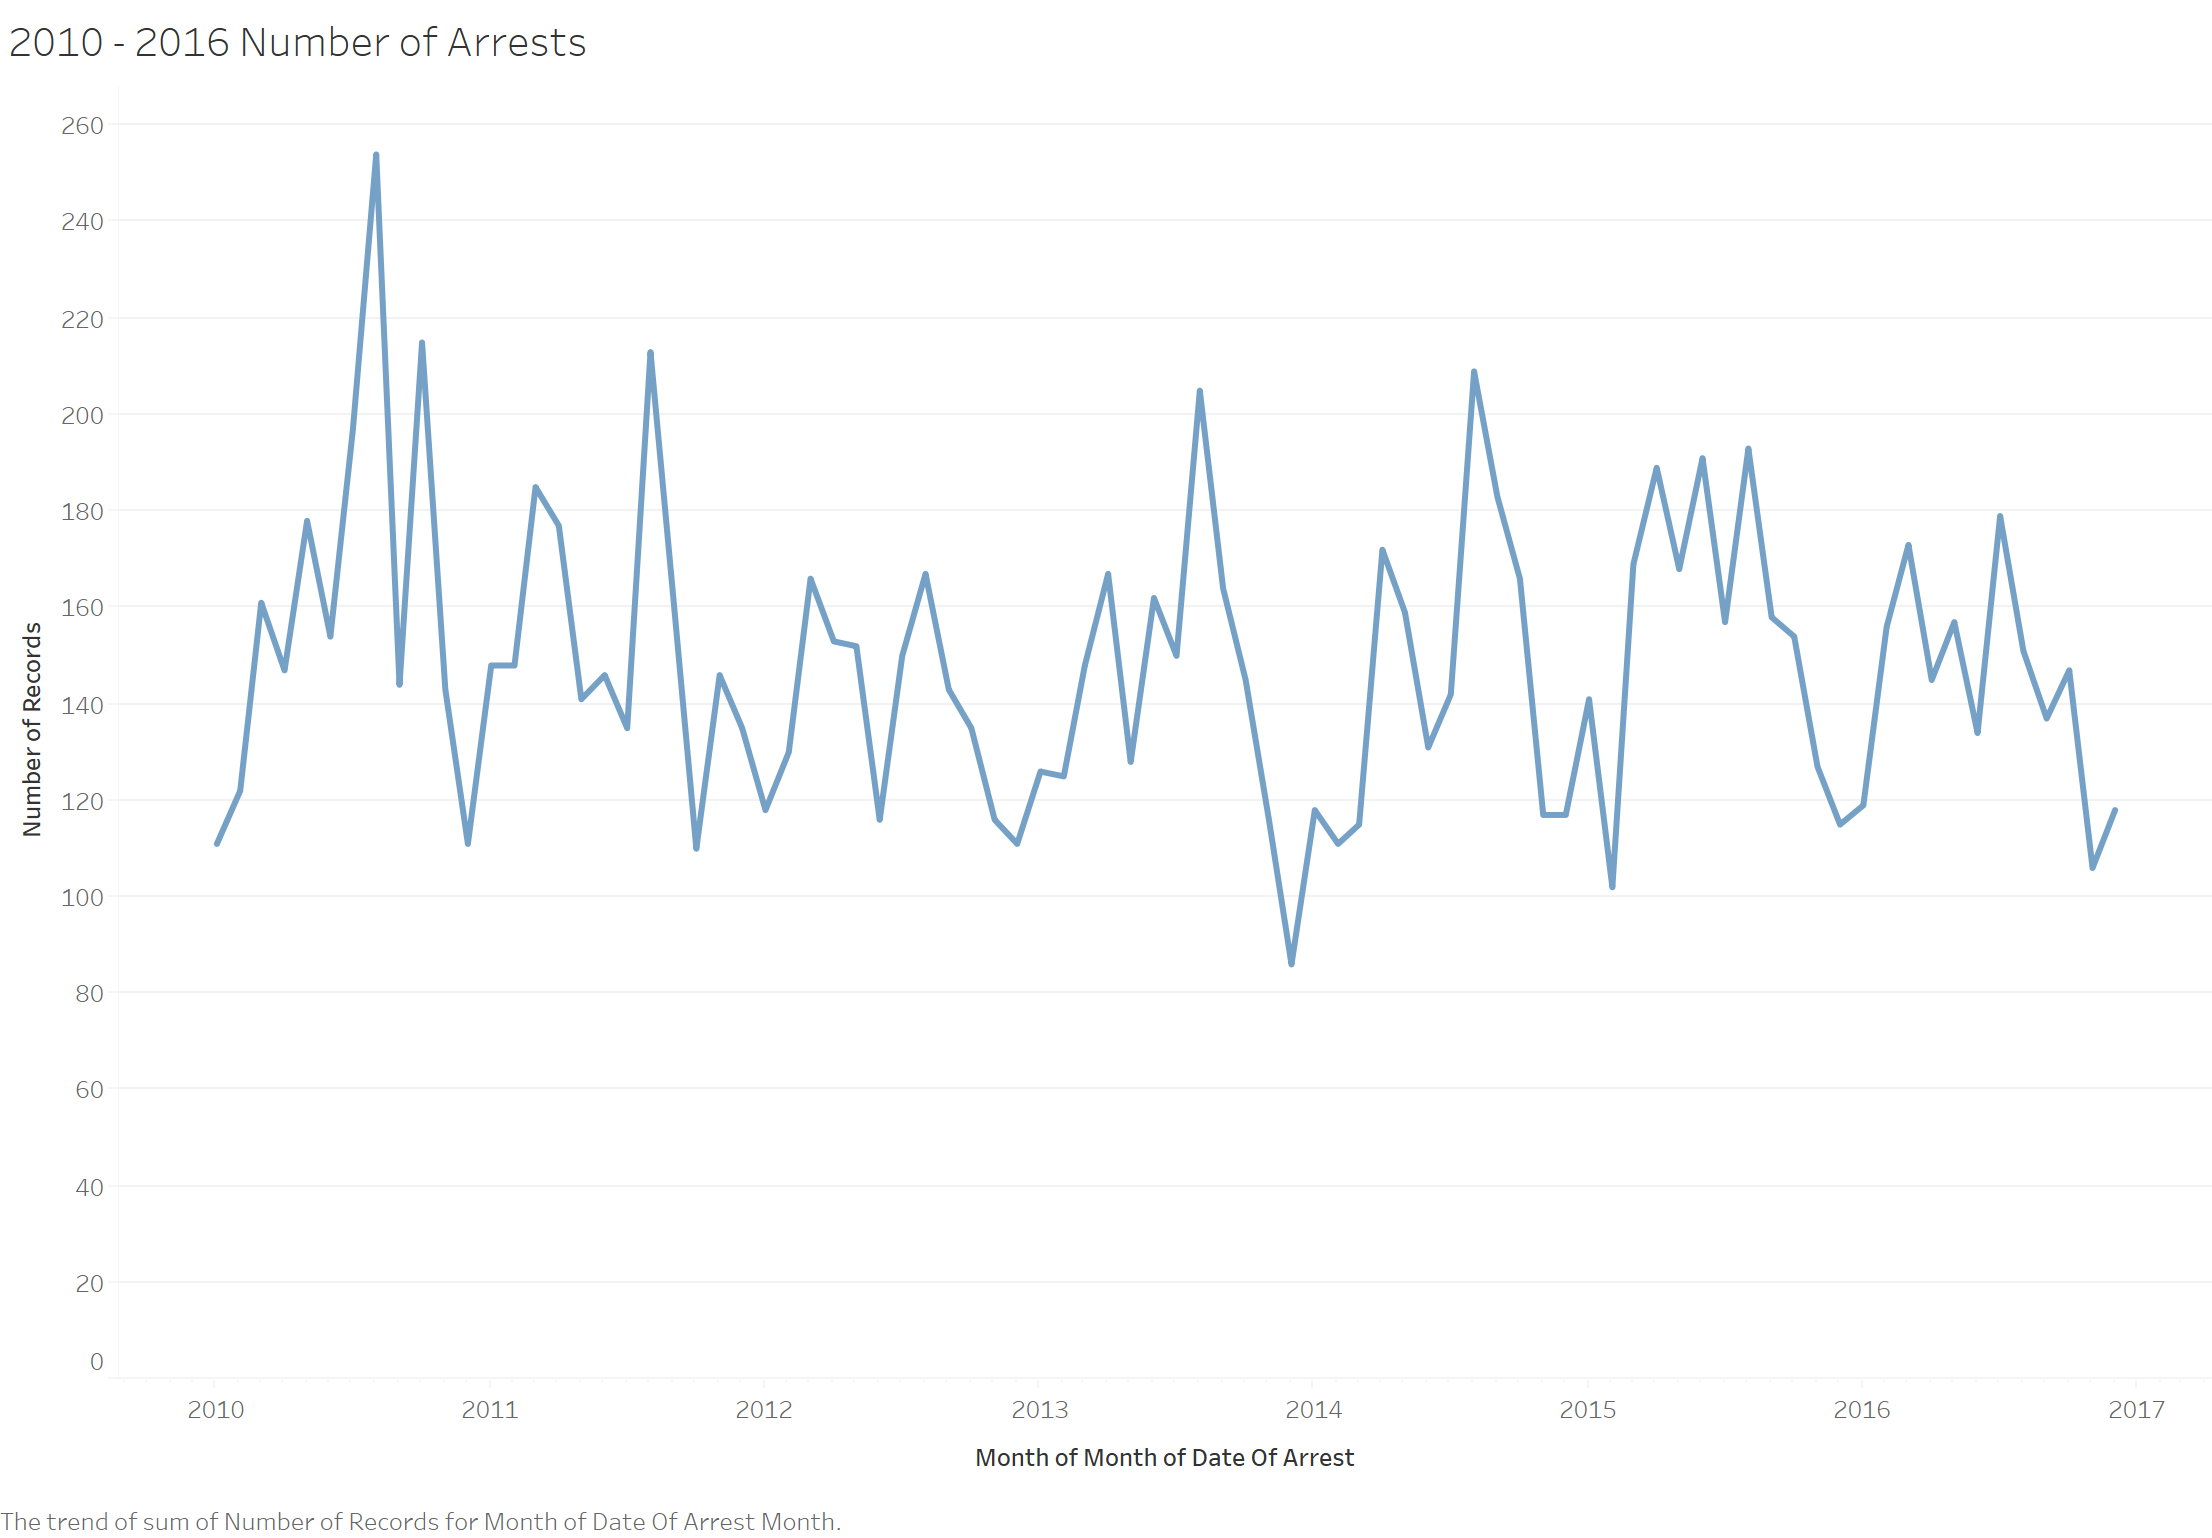 2010 - 2016 Number of Arrests
260
240
220
200
180
160
140
120
100
80
60
40
20
0
Number of Records
2010 2011 2012 2013 2014 2015 2016 2017
Month of Month of Date Of Arrest
The trend of sum of Number of Records for Month of Date Of Arrest Month.